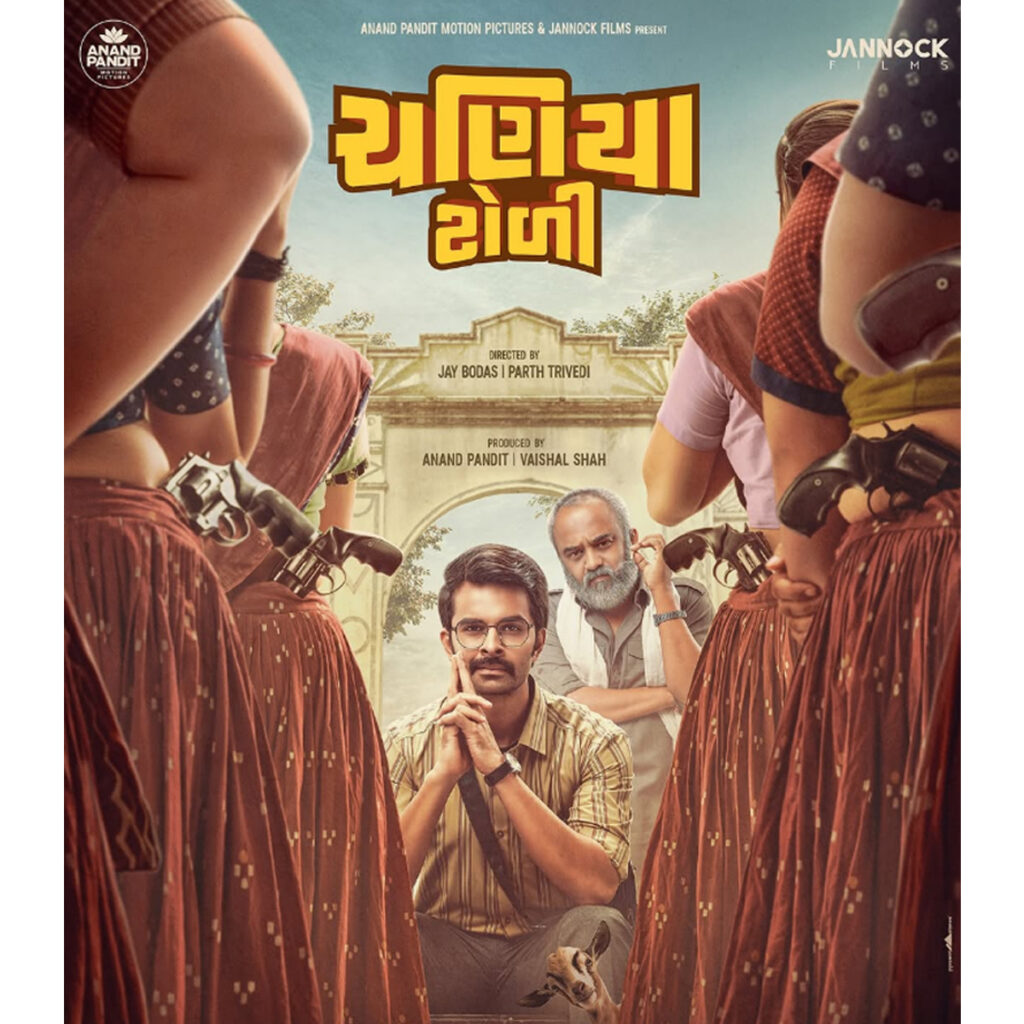 ANAND PANDIT MOTION PICTURES & JANNOCK FILMS PRESENT
ANAND
PANDIT
MOTION
PICTURES
JANNOCK
FILMS
ચણિયા
ટોળી
DIRECTED BY
JAY BODAS | PARTH TRIVEDI
PRODUCED BY
ANAND PANDIT | VAISHAL SHAH